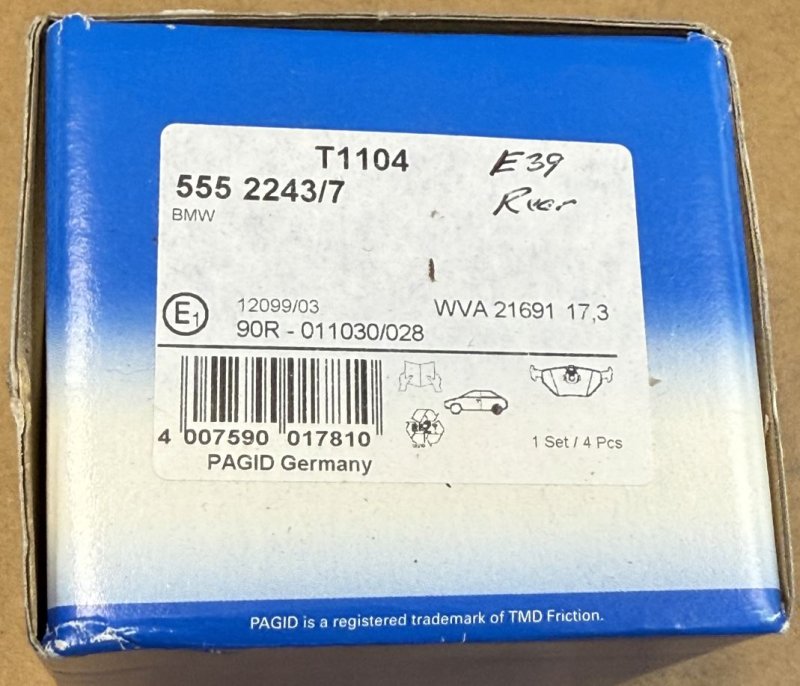 T1104
E39
555 2243/7
Rear
BMW
E1
12099/03
WVA 21691 17,3
90R - 011030/028
4 007590 017810
1 Set / 4 Pcs
PAGID Germany
PAGID is a registered trademark of TMD Friction.